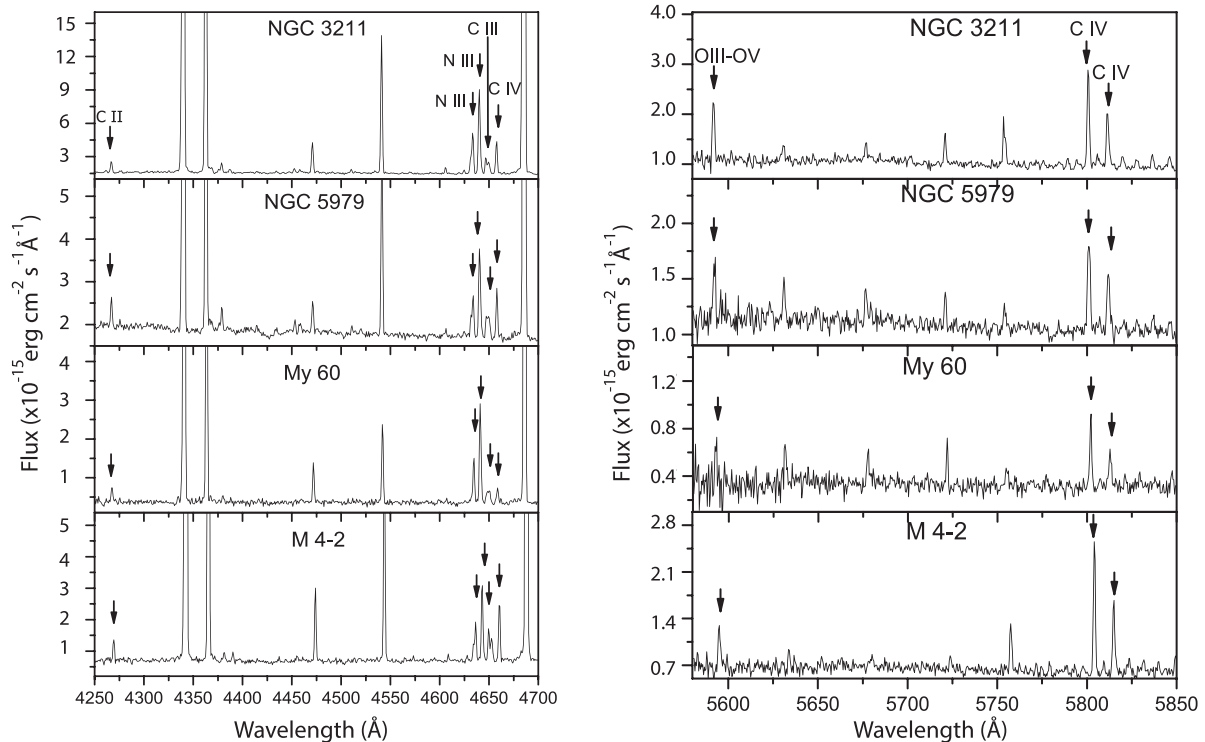 NGC 3211
C III
N III
N III
C IV
C II
15
12
9
6
3
NGC 5979
5
4
3
2
My 60
4
3
2
1
M 4-2
5
4
3
2
1
Flux (x10⁻¹⁵erg cm⁻² s⁻¹Å⁻¹)
4250 4300 4350 4400 4450 4500 4550 4600 4650 4700
Wavelength (Å)
NGC 3211
C IV
OIII-OV
C IV
4.0
3.0
2.0
1.0
NGC 5979
2.0
1.5
1.0
My 60
1.2
0.8
0.4
M 4-2
2.8
2.1
1.4
0.7
Flux (x10⁻¹⁵erg cm⁻² s⁻¹Å⁻¹)
5600 5650 5700 5750 5800 5850
Wavelength (Å)